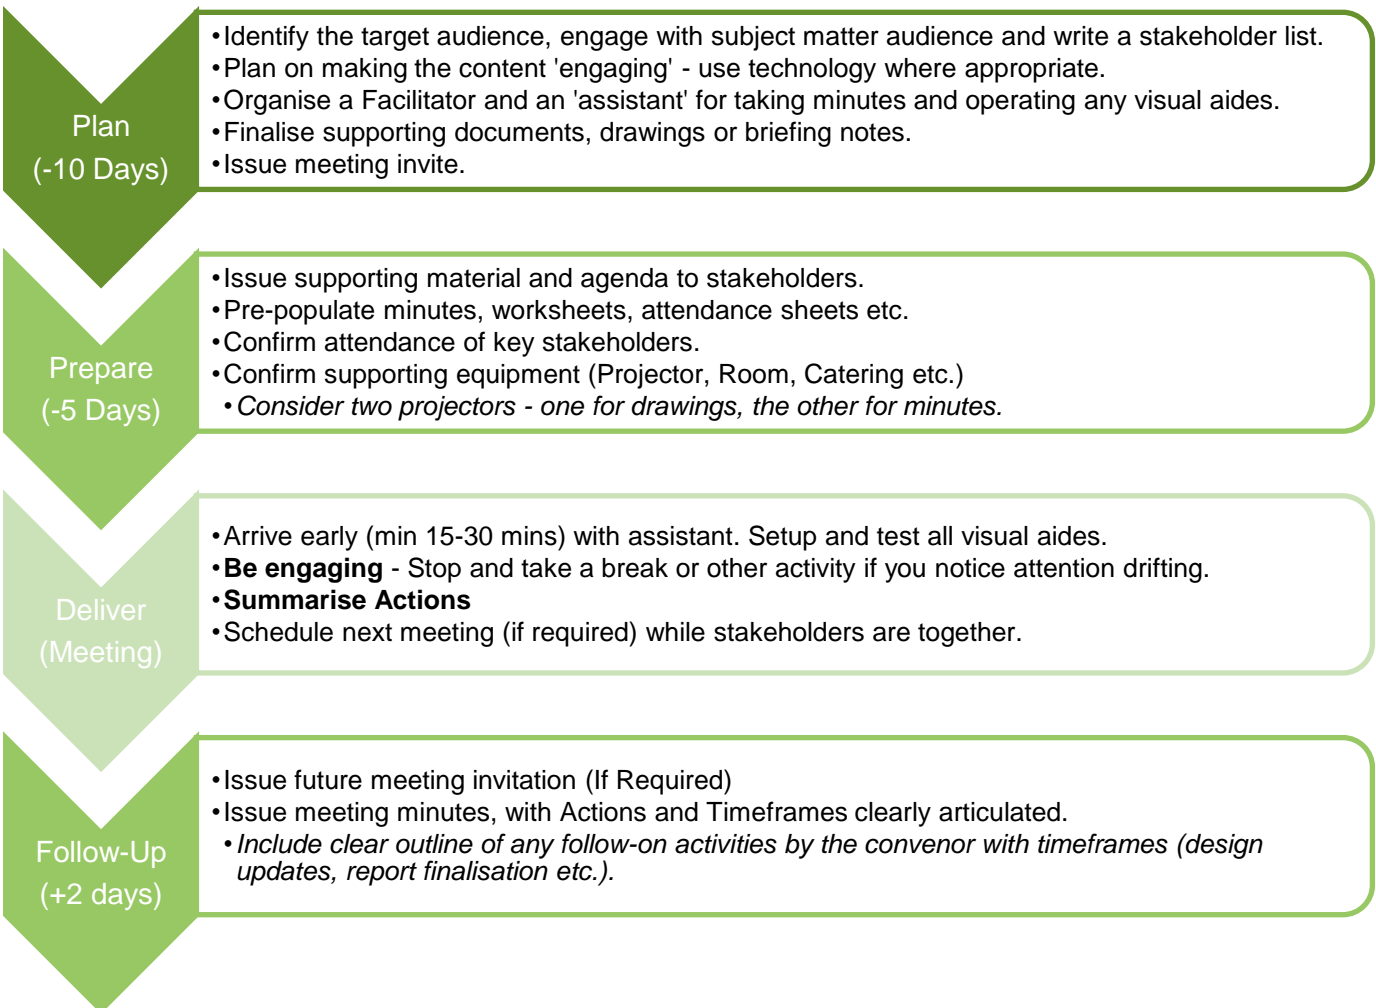 Plan
(-10 Days)
•Identify the target audience, engage with subject matter audience and write a stakeholder list.
•Plan on making the content 'engaging' - use technology where appropriate.
•Organise a Facilitator and an 'assistant' for taking minutes and operating any visual aides.
•Finalise supporting documents, drawings or briefing notes.
•Issue meeting invite.
Prepare
(-5 Days)
•Issue supporting material and agenda to stakeholders.
•Pre-populate minutes, worksheets, attendance sheets etc.
•Confirm attendance of key stakeholders.
•Confirm supporting equipment (Projector, Room, Catering etc.)
•Consider two projectors - one for drawings, the other for minutes.
Deliver
(Meeting)
•Arrive early (min 15-30 mins) with assistant. Setup and test all visual aides.
•Be engaging - Stop and take a break or other activity if you notice attention drifting.
•Summarise Actions
•Schedule next meeting (if required) while stakeholders are together.
Follow-Up
(+2 days)
•Issue future meeting invitation (If Required)
•Issue meeting minutes, with Actions and Timeframes clearly articulated.
•Include clear outline of any follow-on activities by the convenor with timeframes (design
updates, report finalisation etc.).